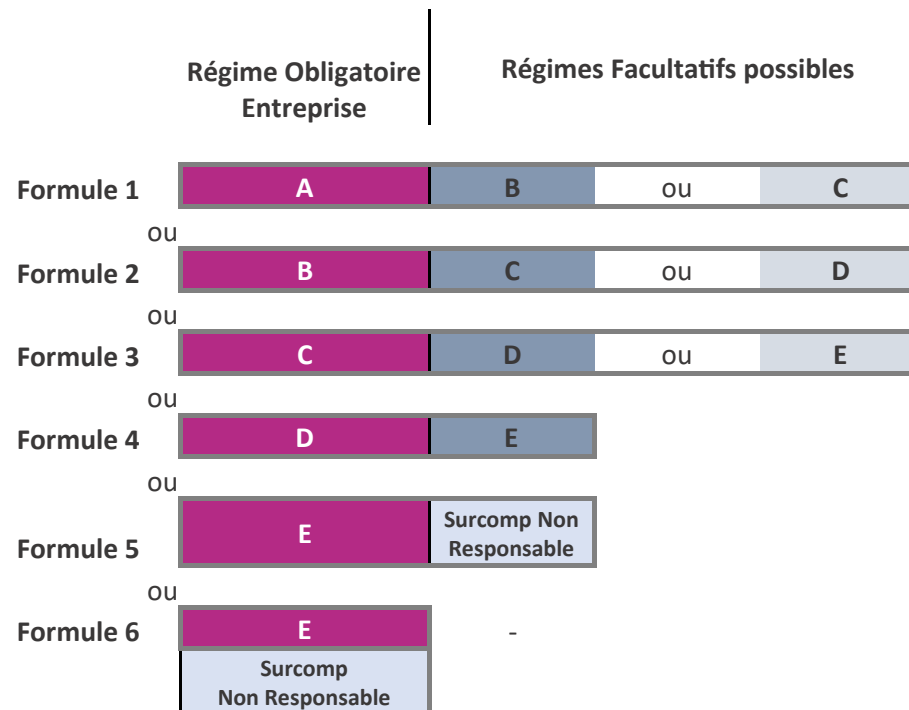 Régime Obligatoire
Entreprise
Régimes Facultatifs possibles
Formule 1 A B ou C
ou
Formule 2 B C ou D
ou
Formule 3 C D ou E
ou
Formule 4 D E
ou
Formule 5 E Surcomp Non
Responsable
ou
Formule 6 E -
Surcomp
Non Responsable